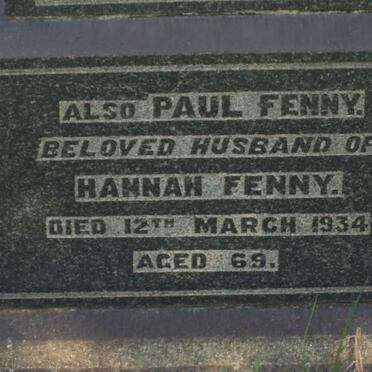 ALSO PAUL FENNY.
BELOVED HUSBAND OF
HANNAH FENNY.
DIED 12TH MARCH 1934
AGED 69.